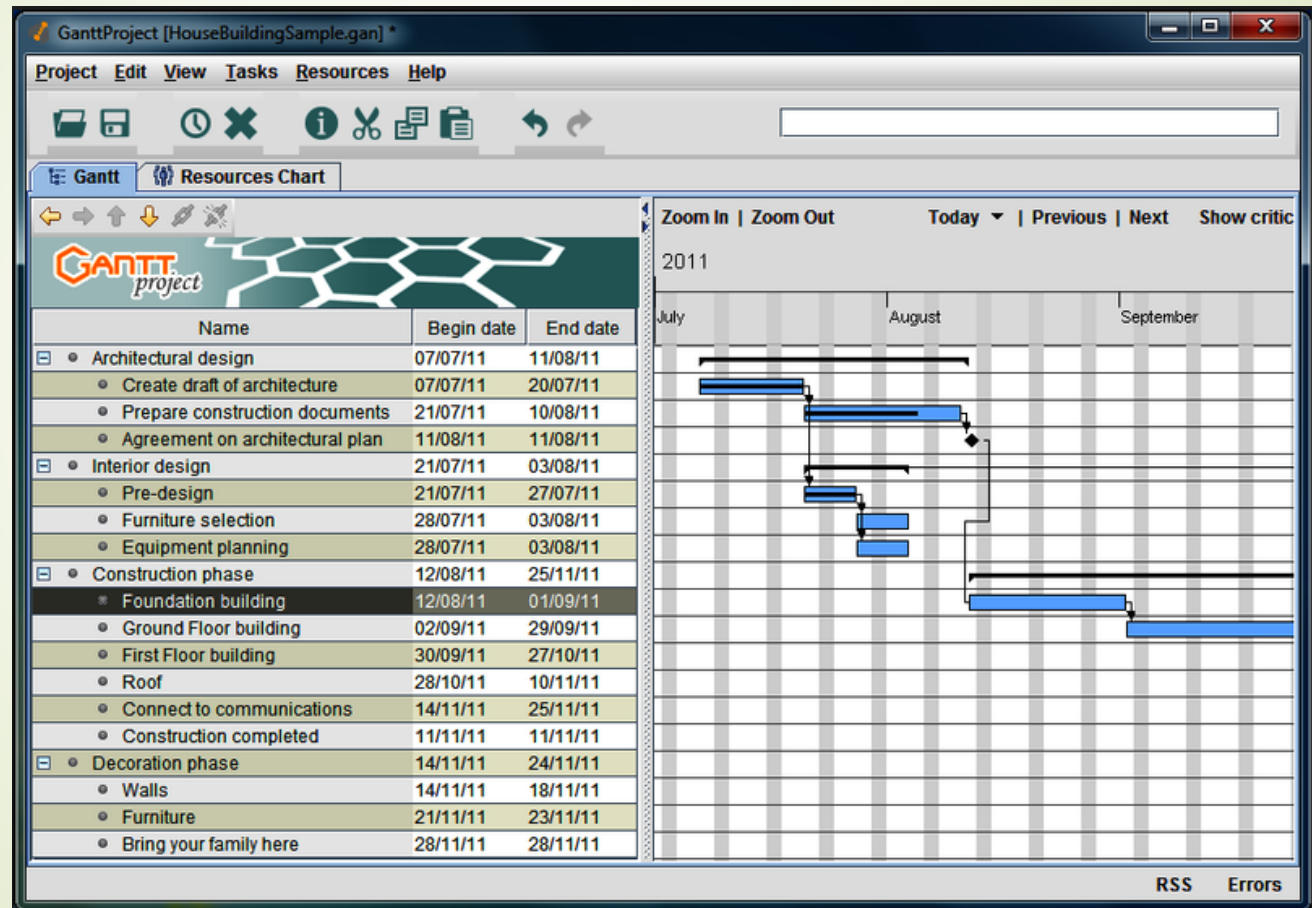 GanttProject [HouseBuildingSample.gan] *
Project Edit View Tasks Resources Help
Gantt Resources Chart
Zoom In | Zoom Out Today | Previous | Next Show critic
GANTT project
2011
Name Begin date End date
July August September
Architectural design 07/07/11 11/08/11
Create draft of architecture 07/07/11 20/07/11
Prepare construction documents 21/07/11 10/08/11
Agreement on architectural plan 11/08/11 11/08/11
Interior design 21/07/11 03/08/11
Pre-design 21/07/11 27/07/11
Furniture selection 28/07/11 03/08/11
Equipment planning 28/07/11 03/08/11
Construction phase 12/08/11 25/11/11
Foundation building 12/08/11 01/09/11
Ground Floor building 02/09/11 29/09/11
First Floor building 30/09/11 27/10/11
Roof 28/10/11 10/11/11
Connect to communications 14/11/11 25/11/11
Construction completed 11/11/11 11/11/11
Decoration phase 14/11/11 24/11/11
Walls 14/11/11 18/11/11
Furniture 21/11/11 23/11/11
Bring your family here 28/11/11 28/11/11
RSS Errors